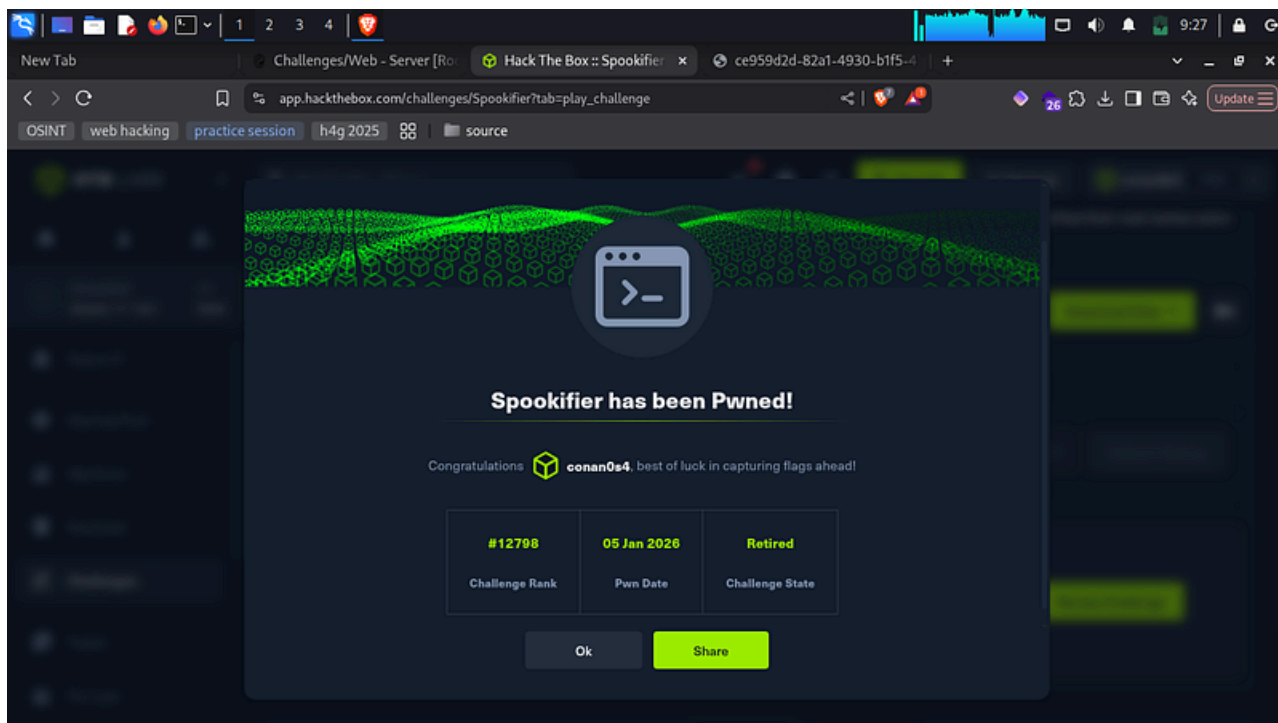 1 2 3 4 9:27
New Tab Challenges/Web - Server [Ro Hack The Box :: Spookifier ce959d2d-82a1-4930-b1f5-4
app.hackthebox.com/challenges/Spookifier?tab=play_challenge 26 Update
OSINT web hacking practice session h4g 2025 source
Spookifier has been Pwned!
Congratulations conan0s4, best of luck in capturing flags ahead!
#12798 05 Jan 2026 Retired
Challenge Rank Pwn Date Challenge State
Ok Share